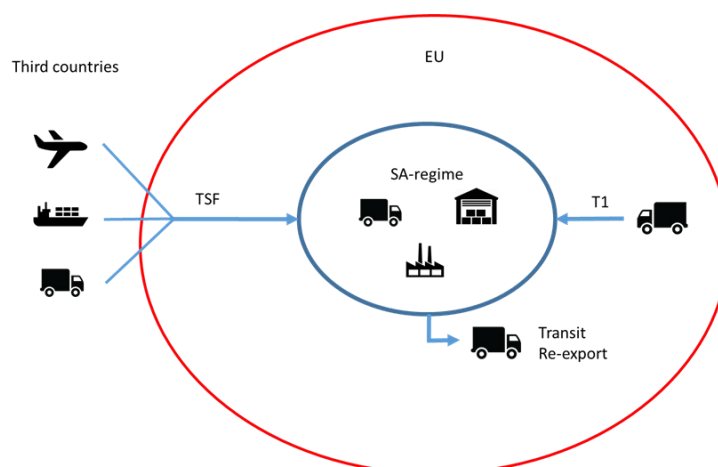 EU
Third countries
SA-regime
TSF
T1
Transit
Re-export